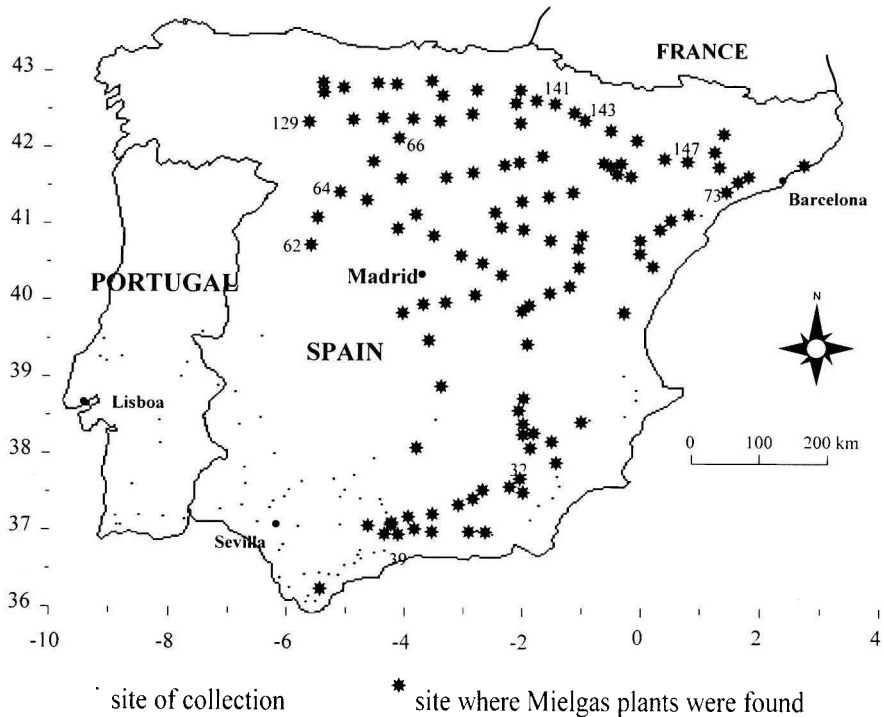 FRANCE
43
141
143
42
129
66
147
64
73
Barcelona
41
62
Madrid
PORTUGAL
40
N
SPAIN
39
Lisboa
0 100 200 km
38
32
37
Sevilla
39
36
-10 -8 -6 -4 -2 0 2 4
site of collection
site where Mielgas plants were found